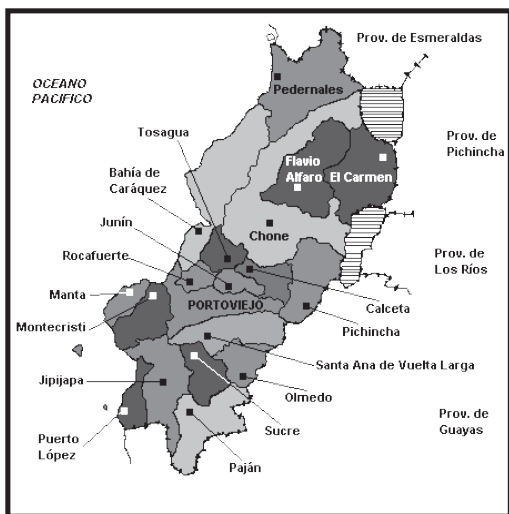 Prov. de Esmeraldas
OCEANO
PACIFICO
Pedernales
Tosagua
Prov. de
Pichincha
Flavio
Alfaro
El Carmen
Bahía de
Caráquez
Junín
Chone
Rocafuerte
Prov. de
Los Ríos
Manta
PORTOVIEJO
Calceta
Montecristi
Pichincha
Santa Ana de Vuelta Larga
Jipijapa
Olmedo
Prov. de
Guayas
Sucre
Puerto
López
Paján